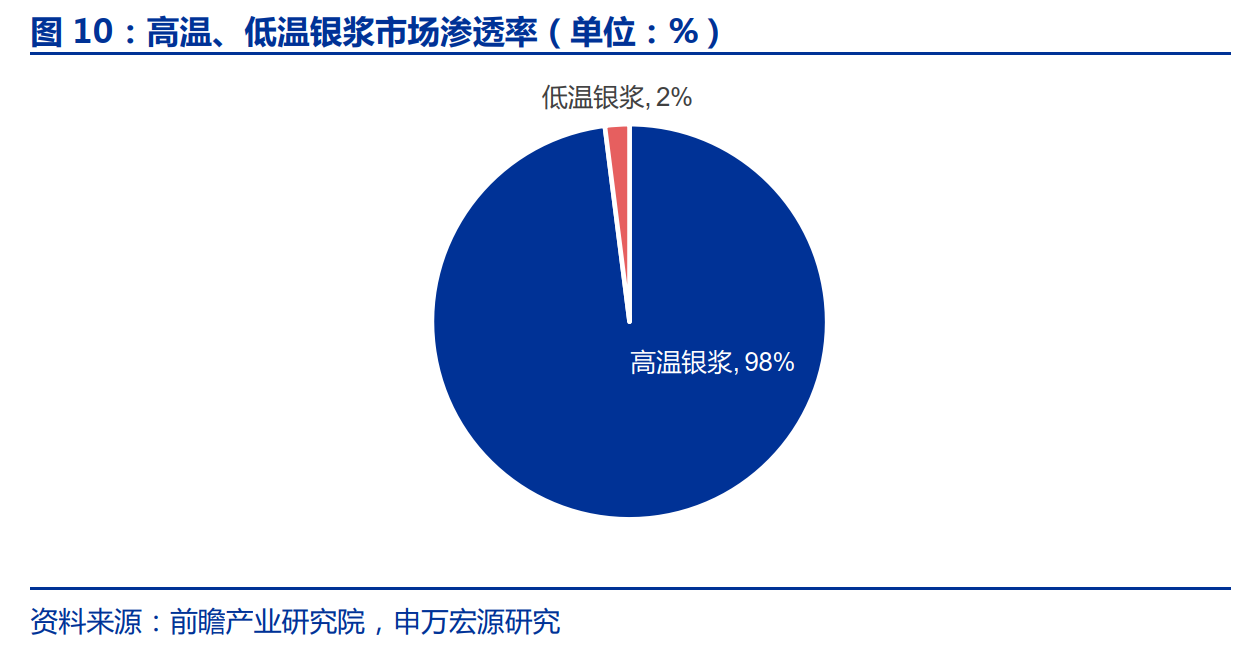 图 10：高温、低温银浆市场渗透率（单位：%）
低温银浆, 2%
高温银浆, 98%
资料来源：前瞻产业研究院，申万宏源研究